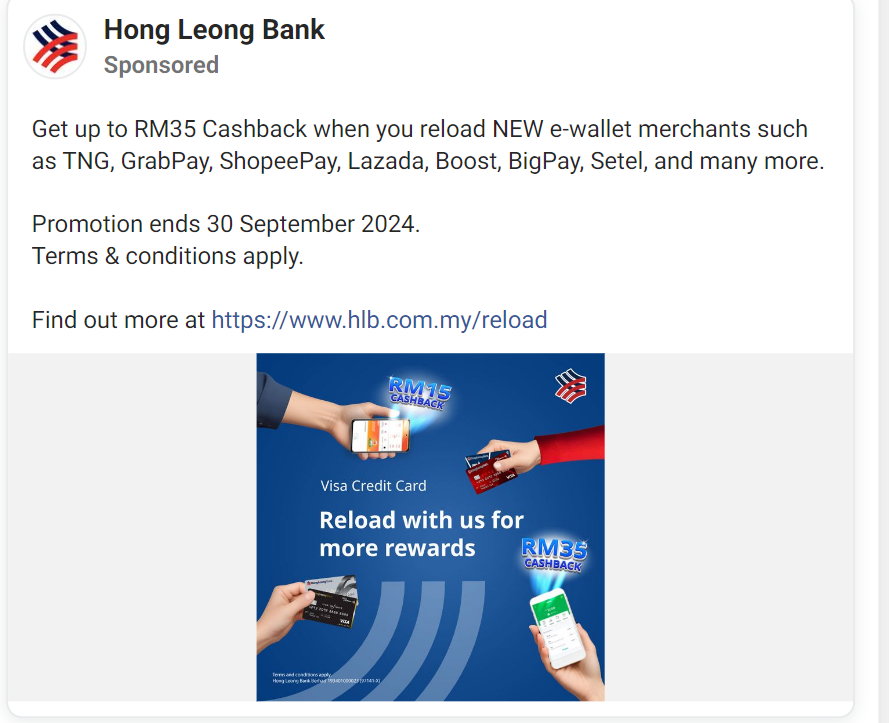 Hong Leong Bank
Sponsored
Get up to RM35 Cashback when you reload NEW e-wallet merchants such
as TNG, GrabPay, ShopeePay, Lazada, Boost, BigPay, Setel, and many more.
Promotion ends 30 September 2024.
Terms & conditions apply.
Find out more at https://www.hlb.com.my/reload
RM15
CASHBACK
VISA
Visa Credit Card
Reload with us for
more rewards
RM35
CASHBACK
VISA
Terms and conditions apply.
Hong Leong Bank Berhad